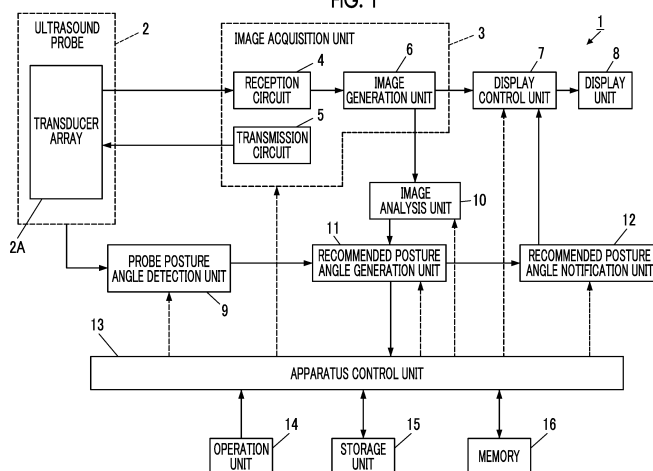 FIG. 1
ULTRASOUND
PROBE
2
IMAGE ACQUISITION UNIT
3
1
4
6
7
8
RECEPTION
CIRCUIT
IMAGE
GENERATION UNIT
DISPLAY
CONTROL UNIT
DISPLAY
UNIT
TRANSDUCER
ARRAY
5
TRANSMISSION
CIRCUIT
IMAGE
ANALYSIS UNIT
10
2A
11
12
PROBE POSTURE
ANGLE DETECTION UNIT
RECOMMENDED POSTURE
ANGLE GENERATION UNIT
RECOMMENDED POSTURE
ANGLE NOTIFICATION UNIT
9
13
APPARATUS CONTROL UNIT
14
15
16
OPERATION
UNIT
STORAGE
UNIT
MEMORY